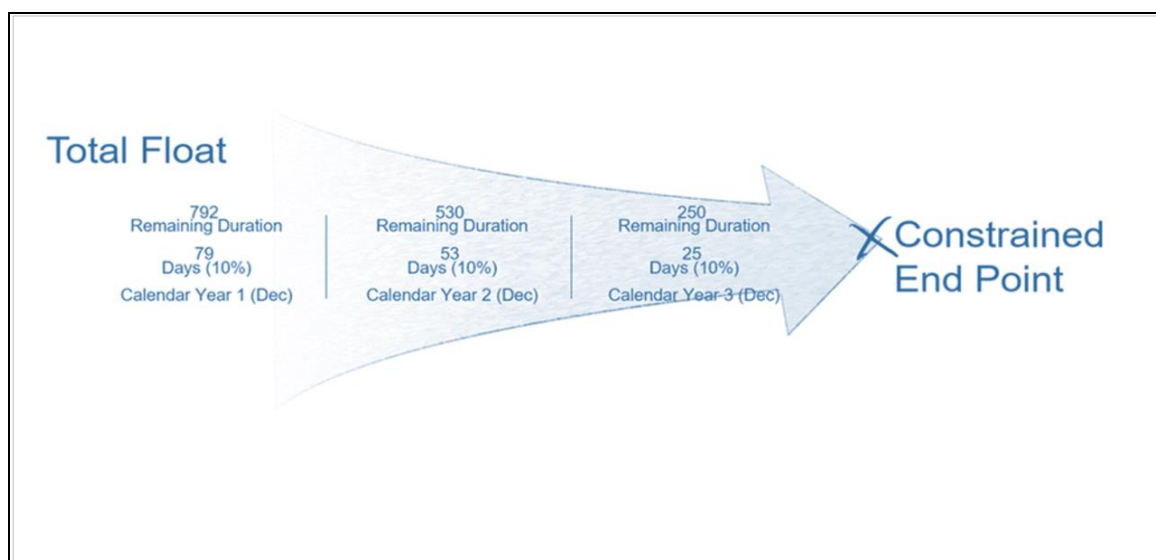 Total Float
792
Remaining Duration
79
Days (10%)
Calendar Year 1 (Dec)
530
Remaining Duration
53
Days (10%)
Calendar Year 2 (Dec)
250
Remaining Duration
25
Days (10%)
Calendar Year 3 (Dec)
Constrained
End Point